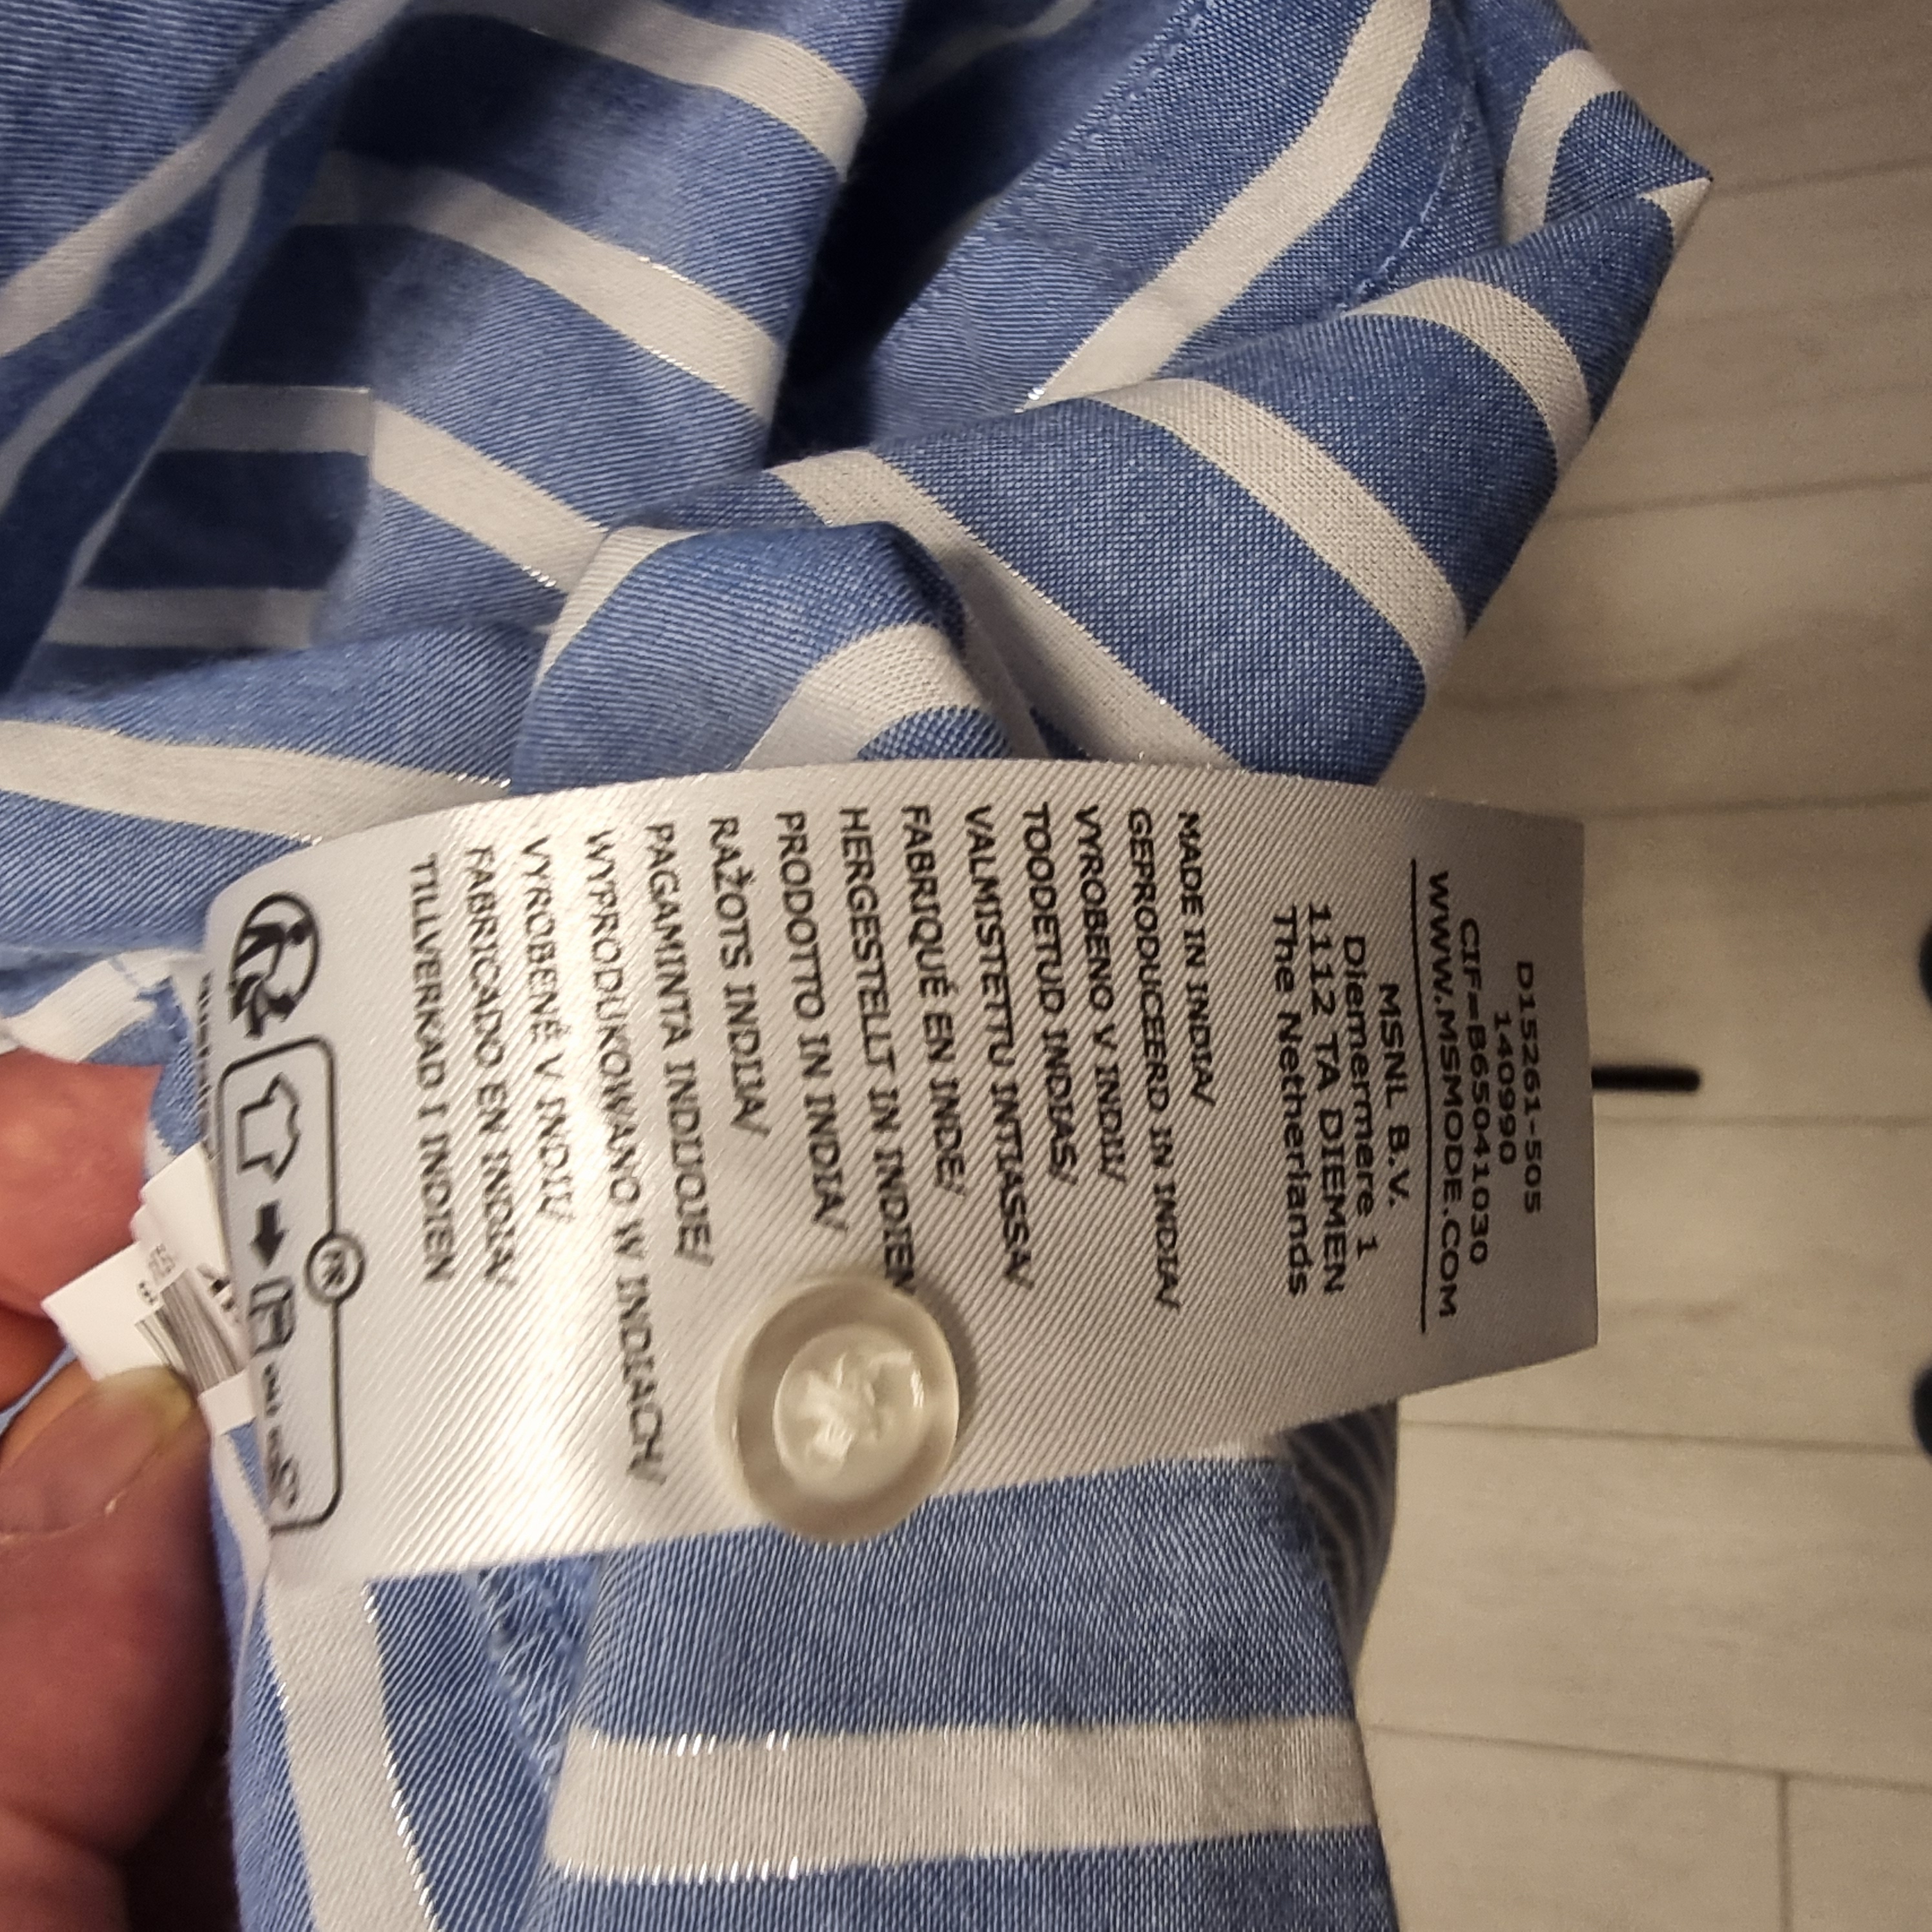 D15261-505
14090
CIF=B65041030
WWW.MSMODE.COM
MSNL B.V.
Diemermere 1
1112 TA DIEMEN
The Netherlands
MADE IN INDIA/
GEPRODUCEERD IN INDIA/
VYROBENO V INDII/
TOODETUD INDIAS/
VALMISTETTU INTIASSA/
FABRIQUÉ EN INDE/
HERGESTELLT IN INDIEN
PRODOTTO IN INDIA/
RAŽOTS INDIJA/
PAGAMINTA INDIJOJE/
WYPRODUKOWANO W INDIACH/
VYROBENÉ V INDII/
FABRICADO EN INDIA/
TILLVERKAD I INDIEN
FR